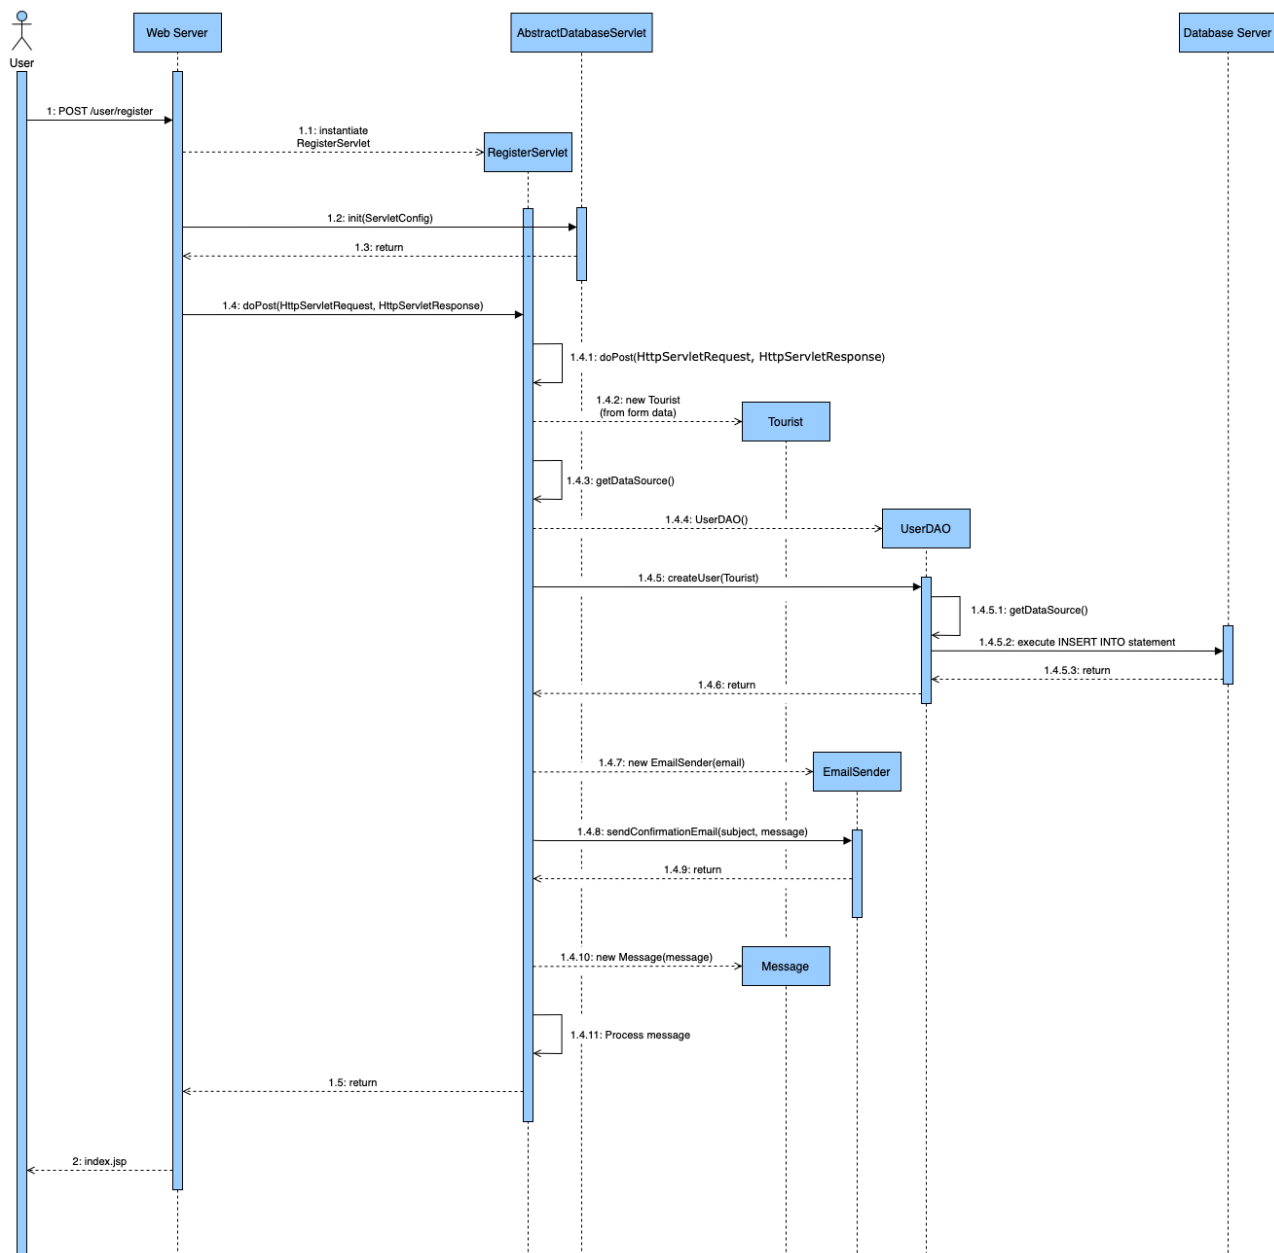 User
Web Server
AbstractDatabaseServlet
Database Server
1: POST /user/register
1.1: instantiate
RegisterServlet
RegisterServlet
1.2: init(ServletConfig)
1.3: return
1.4: doPost(HttpServletRequest, HttpServletResponse)
1.4.1: doPost(HttpServletRequest, HttpServletResponse)
1.4.2: new Tourist
(from form data)
Tourist
1.4.3: getDataSource()
1.4.4: UserDAO()
UserDAO
1.4.5: createUser(Tourist)
1.4.5.1: getDataSource()
1.4.5.2: execute INSERT INTO statement
1.4.5.3: return
1.4.6: return
1.4.7: new EmailSender(email)
EmailSender
1.4.8: sendConfirmationEmail(subject, message)
1.4.9: return
1.4.10: new Message(message)
Message
1.4.11: Process message
1.5: return
2: index.jsp